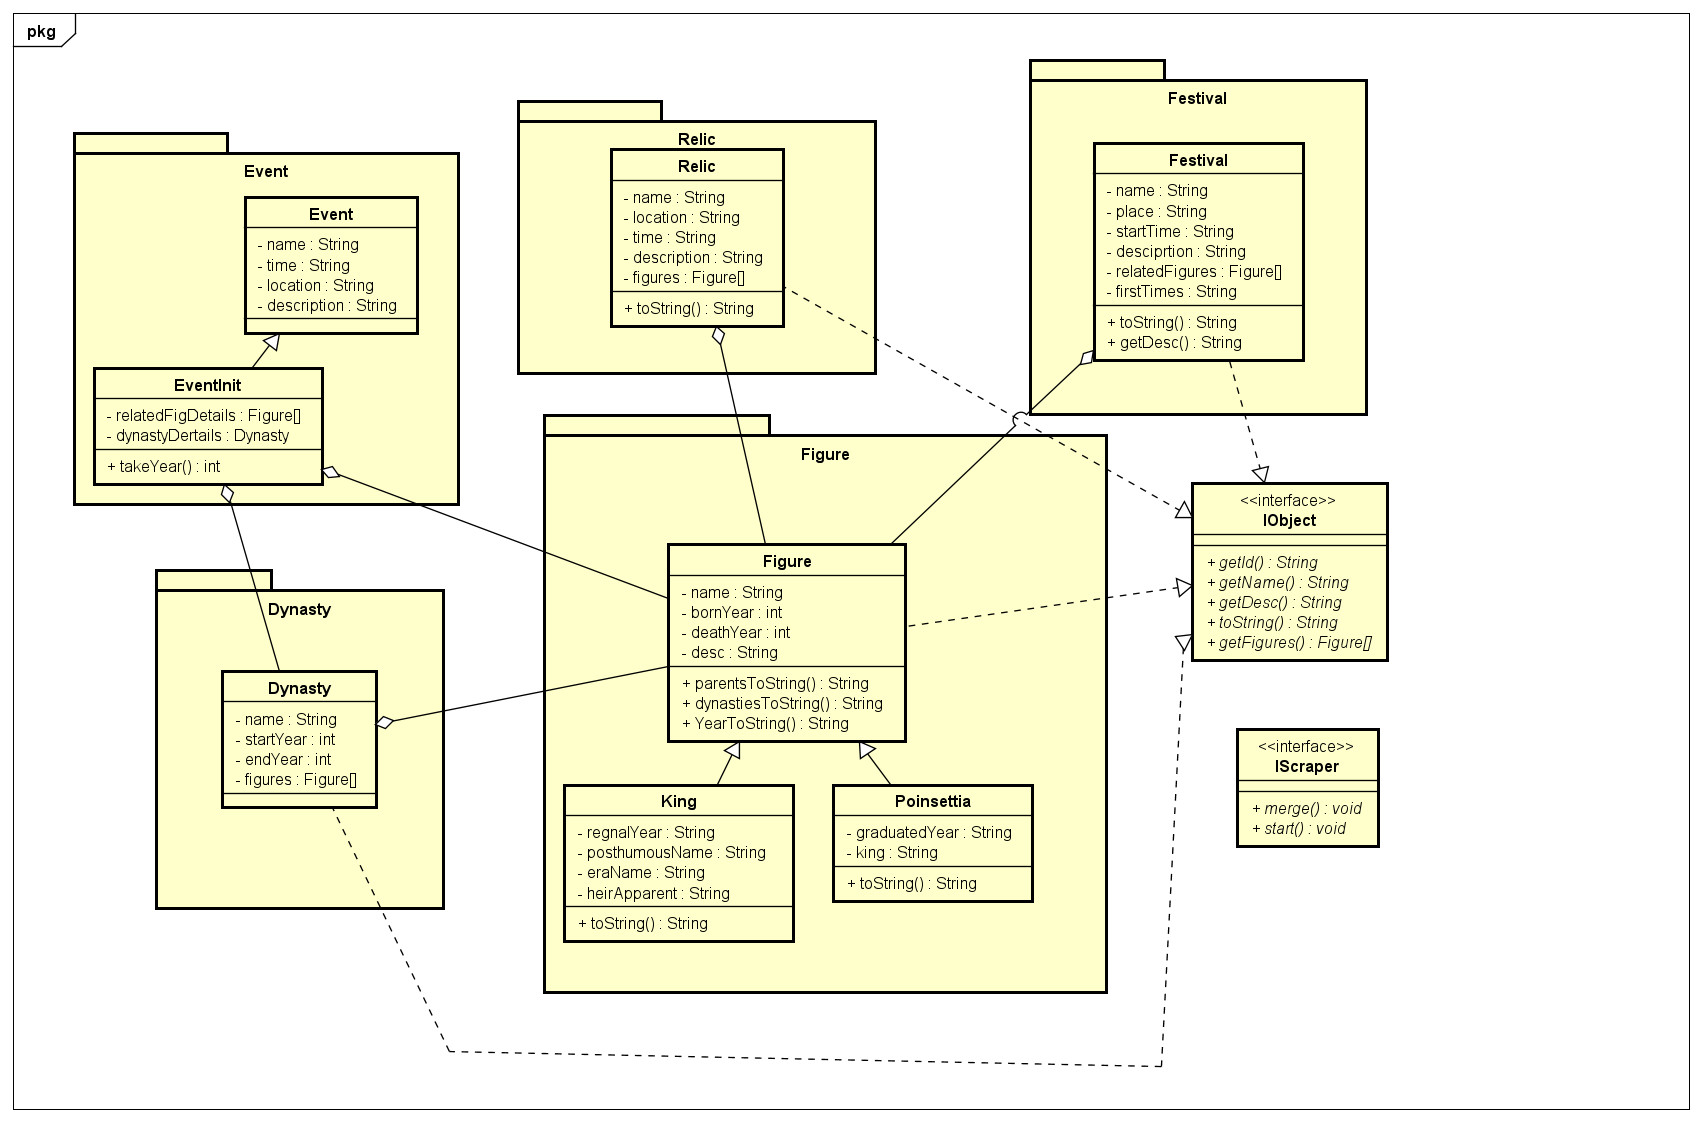 pkg
Event
Event
- name : String
- time : String
- location : String
- description : String
EventInit
- relatedFigDetails : Figure[]
- dynastyDertails : Dynasty
+ takeYear() : int
Relic
Relic
- name : String
- location : String
- time : String
- description : String
- figures : Figure[]
+ toString() : String
Festival
Festival
- name : String
- place : String
- startTime : String
- desciprtion : String
- relatedFigures : Figure[]
- firstTimes : String
+ toString() : String
+ getDesc() : String
Dynasty
Dynasty
- name : String
- startYear : int
- endYear : int
- figures : Figure[]
Figure
Figure
- name : String
- bornYear : int
- deathYear : int
- desc : String
+ parentsToString() : String
+ dynastiesToString() : String
+ YearToString() : String
King
- regnalYear : String
- posthumousName : String
- eraName : String
- heirApparent : String
+ toString() : String
Poinsettia
- graduatedYear : String
- king : String
+ toString() : String
<<interface>>
IObject
+ getId() : String
+ getName() : String
+ getDesc() : String
+ toString() : String
+ getFigures() : Figure[]
<<interface>>
IScraper
+ merge() : void
+ start() : void